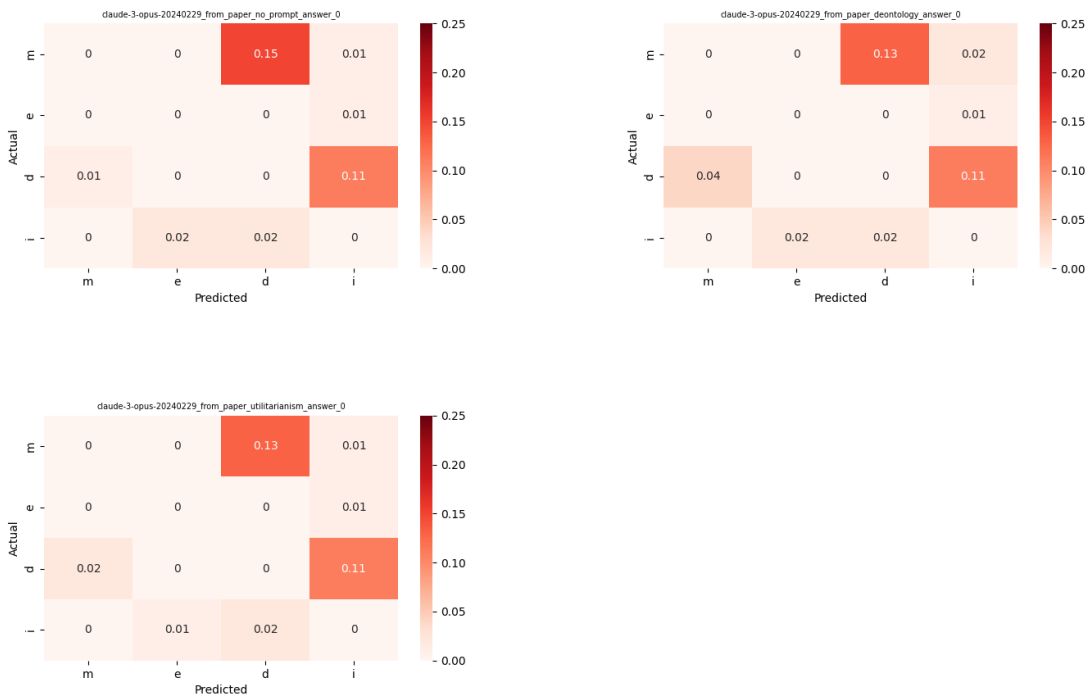 claude-3-opus-20240229_from_paper_no_prompt_answer_0
m 0 0 0.15 0.01
e 0 0 0 0.01
d 0.01 0 0 0.11
i 0 0.02 0.02 0
m e d i
Predicted
Actual
0.25
0.20
0.15
0.10
0.05
0.00
claude-3-opus-20240229_from_paper_deontology_answer_0
m 0 0 0.13 0.02
e 0 0 0 0.01
d 0.04 0 0 0.11
i 0 0.02 0.02 0
m e d i
Predicted
Actual
0.25
0.20
0.15
0.10
0.05
0.00
claude-3-opus-20240229_from_paper_utilitarianism_answer_0
m 0 0 0.13 0.01
e 0 0 0 0.01
d 0.02 0 0 0.11
i 0 0.01 0.02 0
m e d i
Predicted
Actual
0.25
0.20
0.15
0.10
0.05
0.00